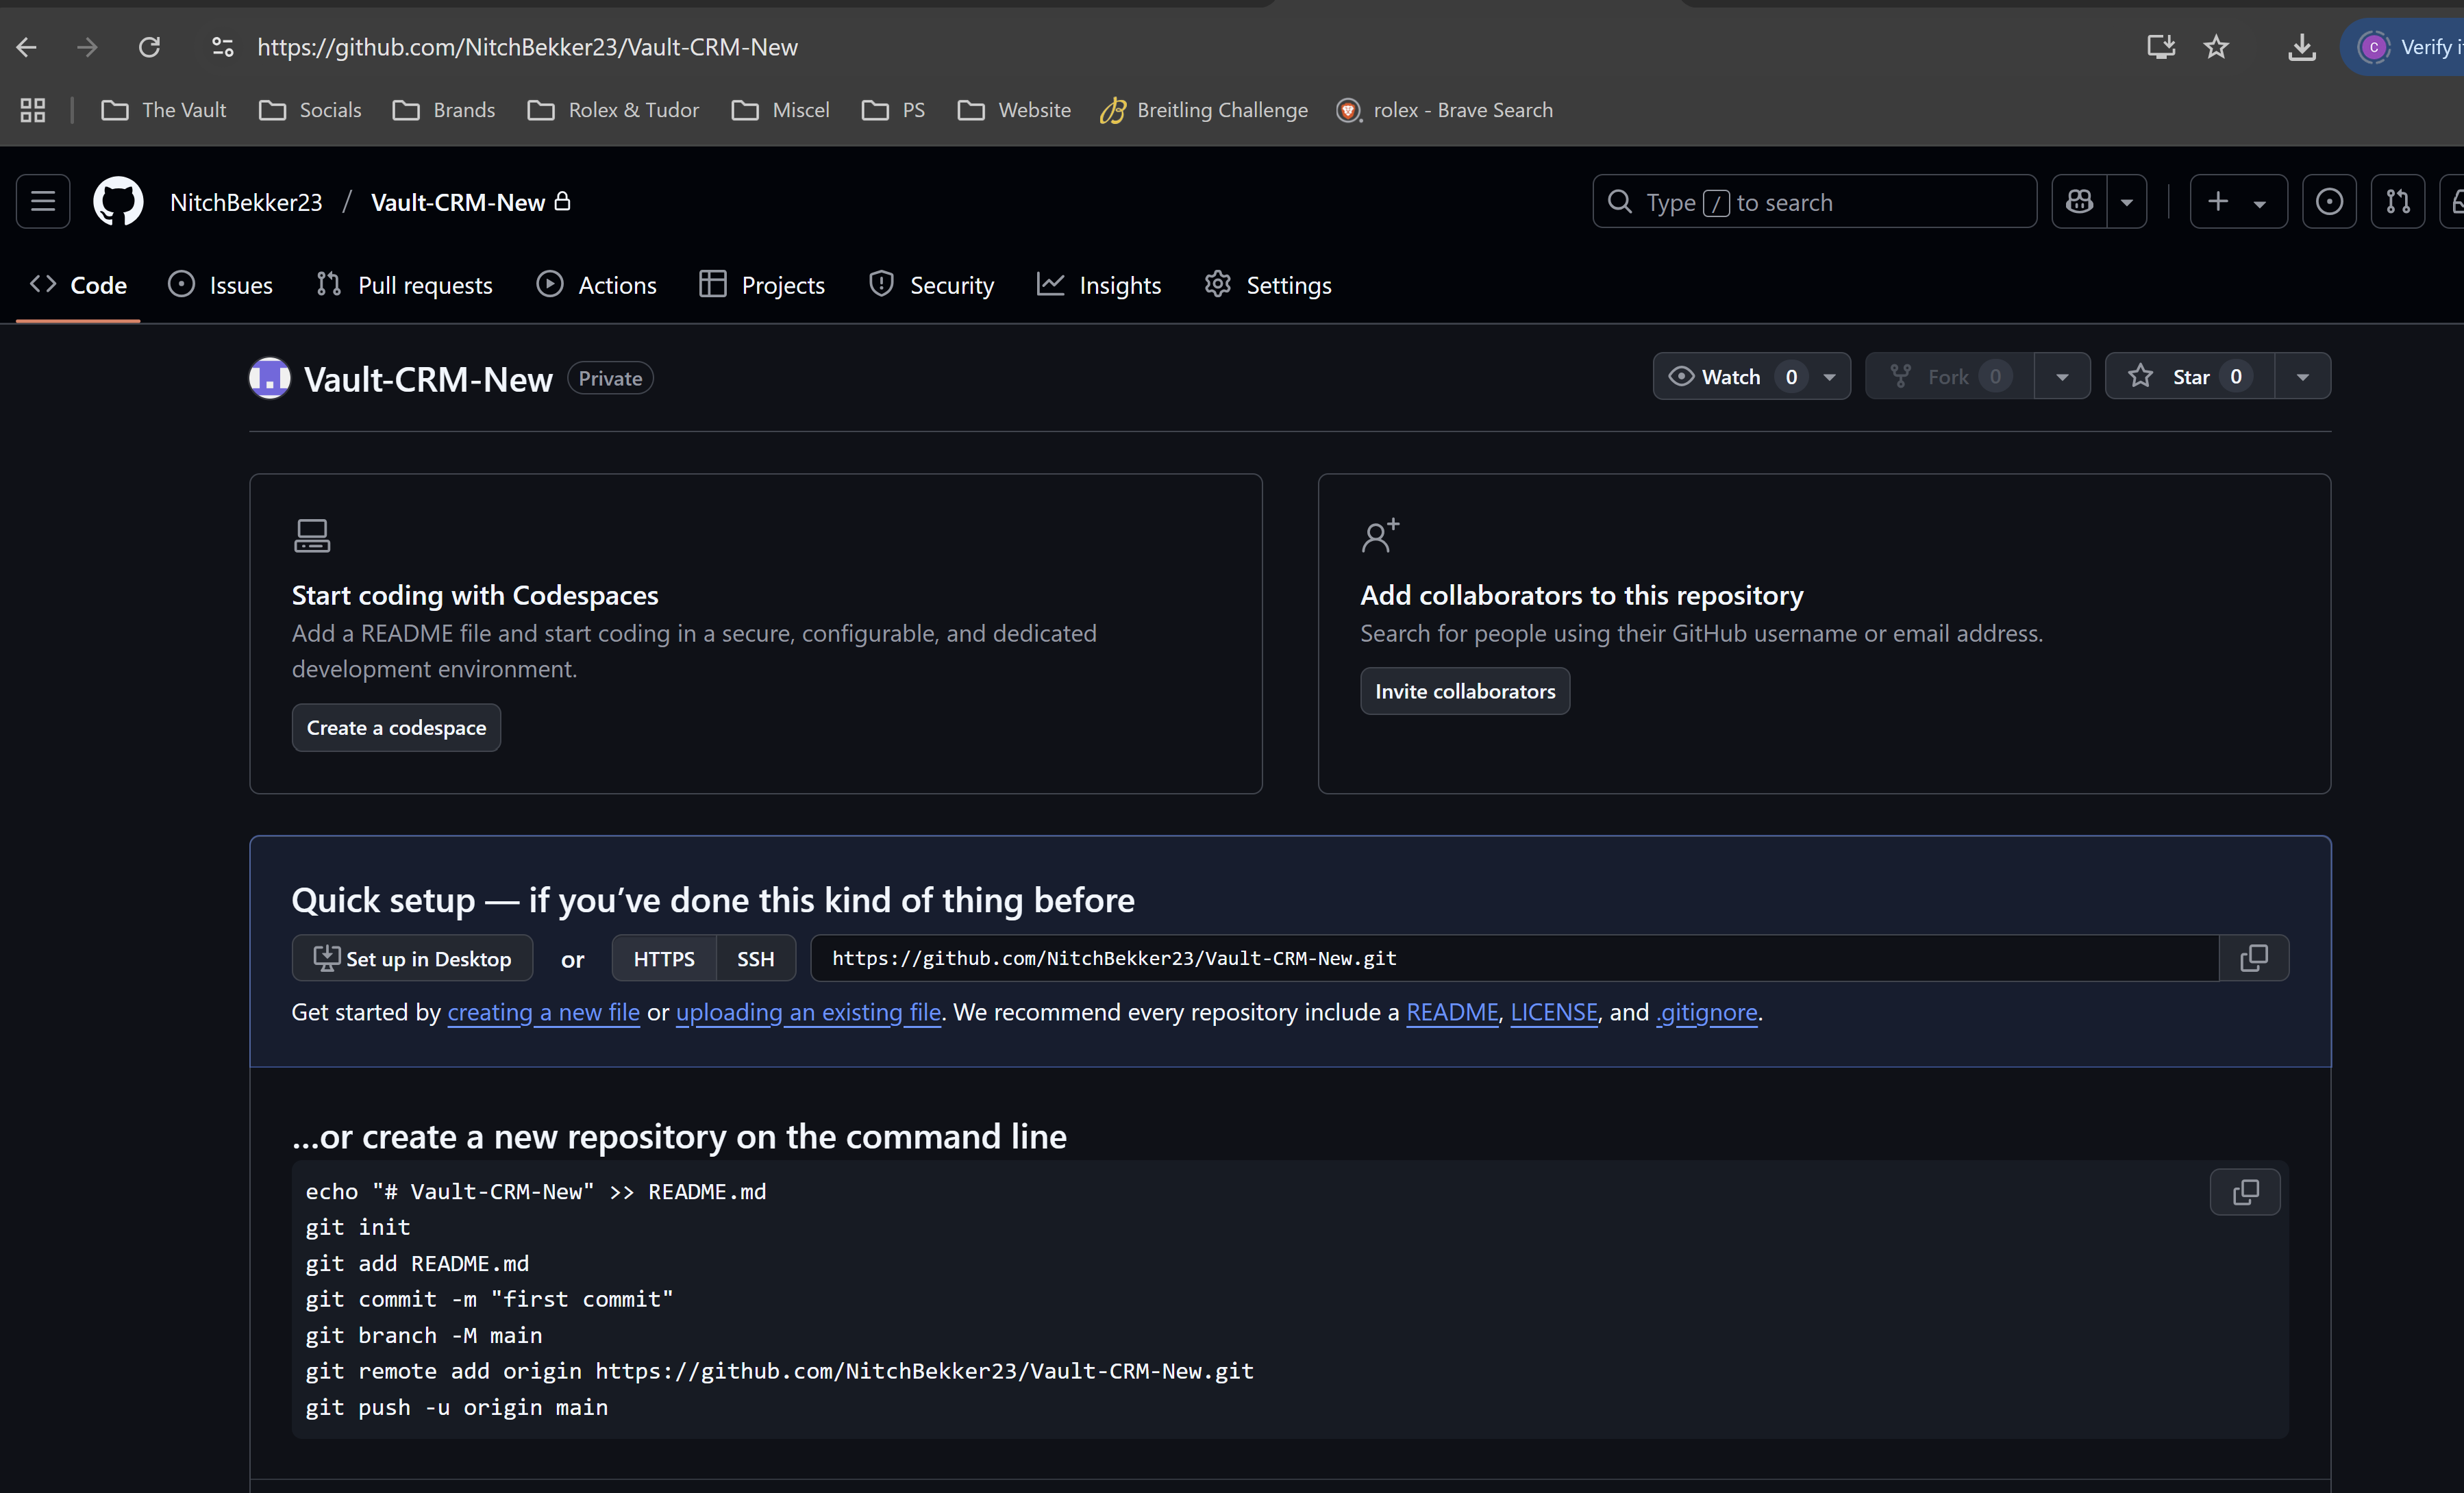 https://github.com/NitchBekker23/Vault-CRM-New
Verify
The Vault Socials Brands Rolex & Tudor Miscel PS Website Breitling Challenge rolex - Brave Search
NitchBekker23 / Vault-CRM-New
Type / to search
Code Issues Pull requests Actions Projects Security Insights Settings
Vault-CRM-New Private
Watch 0 Fork 0 Star 0
Start coding with Codespaces
Add a README file and start coding in a secure, configurable, and dedicated
development environment.
Create a codespace
Add collaborators to this repository
Search for people using their GitHub username or email address.
Invite collaborators
Quick setup — if you’ve done this kind of thing before
Set up in Desktop or HTTPS SSH https://github.com/NitchBekker23/Vault-CRM-New.git
Get started by creating a new file or uploading an existing file. We recommend every repository include a README, LICENSE, and .gitignore.
…or create a new repository on the command line
echo "# Vault-CRM-New" >> README.md
git init
git add README.md
git commit -m "first commit"
git branch -M main
git remote add origin https://github.com/NitchBekker23/Vault-CRM-New.git
git push -u origin main